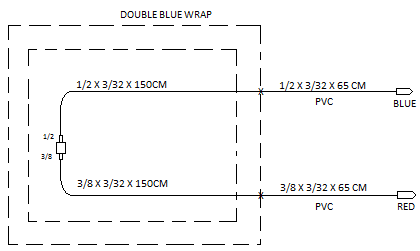 DOUBLE BLUE WRAP
1/2 X 3/32 X 150CM
1/2 X 3/32 X 65 CM
PVC
BLUE
1/2
3/8
3/8 X 3/32 X 150CM
3/8 X 3/32 X 65 CM
PVC
RED